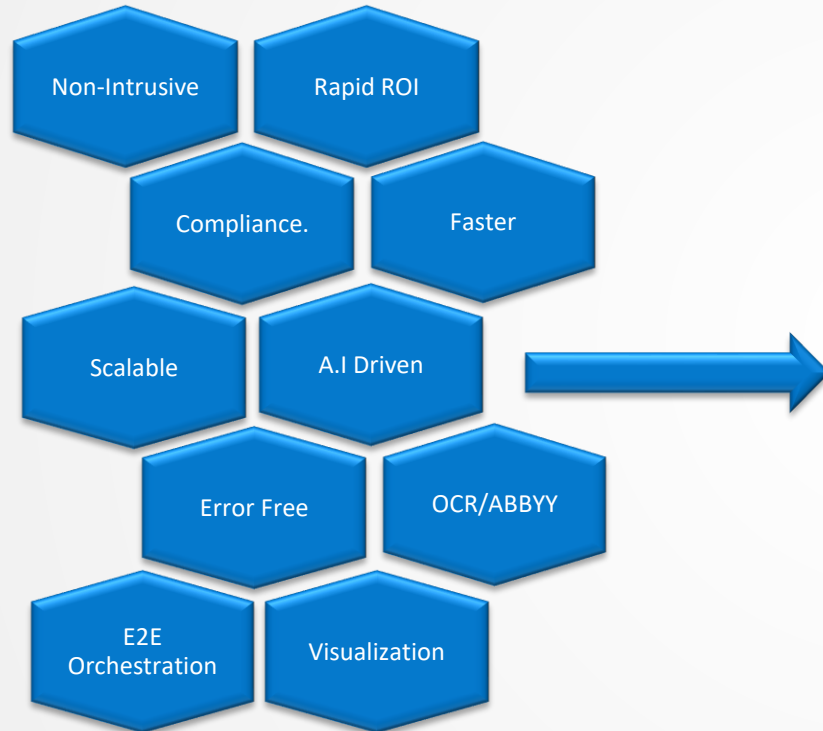 Non-Intrusive
Rapid ROI
Compliance.
Faster
Scalable
A.I Driven
Error Free
OCR/ABBYY
E2E
Orchestration
Visualization